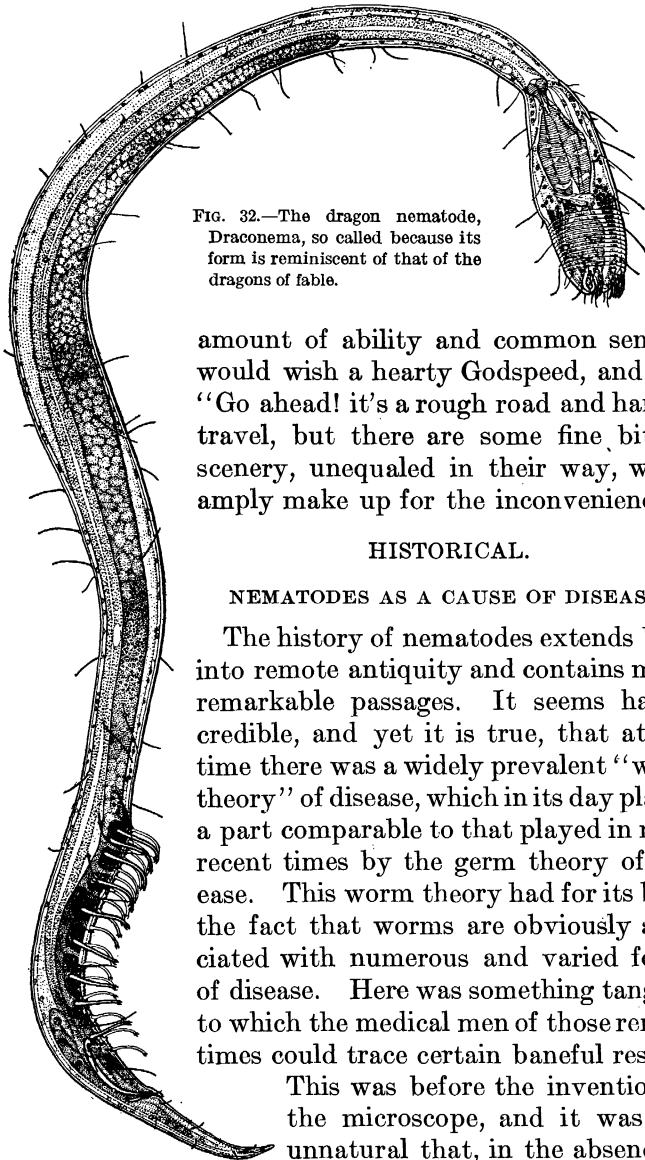 FIG. 32.—The dragon nematode,
Draconema, so called because its
form is reminiscent of that of the
dragons of fable.
amount of ability and common sen
would wish a hearty Godspeed, and
“Go ahead! it's a rough road and har
travel, but there are some fine bit
scenery, unequaled in their way, w
amply make up for the inconvenienc
HISTORICAL.
NEMATODES AS A CAUSE OF DISEAS
The history of nematodes extends b
into remote antiquity and contains m
remarkable passages. It seems ha
credible, and yet it is true, that at
time there was a widely prevalent “w
theory” of disease, which in its day pla
a part comparable to that played in r
recent times by the germ theory of
ease. This worm theory had for its b
the fact that worms are obviously a
ciated with numerous and varied fo
of disease. Here was something tang
to which the medical men of those rem
times could trace certain baneful res
This was before the inventio
the microscope, and it was
unnatural that, in the absenc